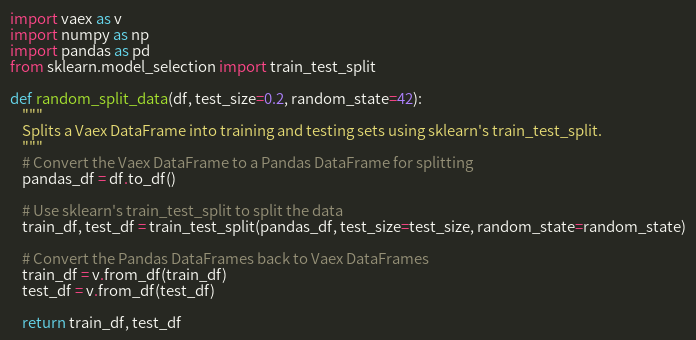 import vaex as v
import numpy as np
import pandas as pd
from sklearn.model_selection import train_test_split

def random_split_data(df, test_size=0.2, random_state=42):
    """
    Splits a Vaex DataFrame into training and testing sets using sklearn's train_test_split.
    """
    # Convert the Vaex DataFrame to a Pandas DataFrame for splitting
    pandas_df = df.to_df()

    # Use sklearn's train_test_split to split the data
    train_df, test_df = train_test_split(pandas_df, test_size=test_size, random_state=random_state)

    # Convert the Pandas DataFrames back to Vaex DataFrames
    train_df = v.from_df(train_df)
    test_df = v.from_df(test_df)

    return train_df, test_df